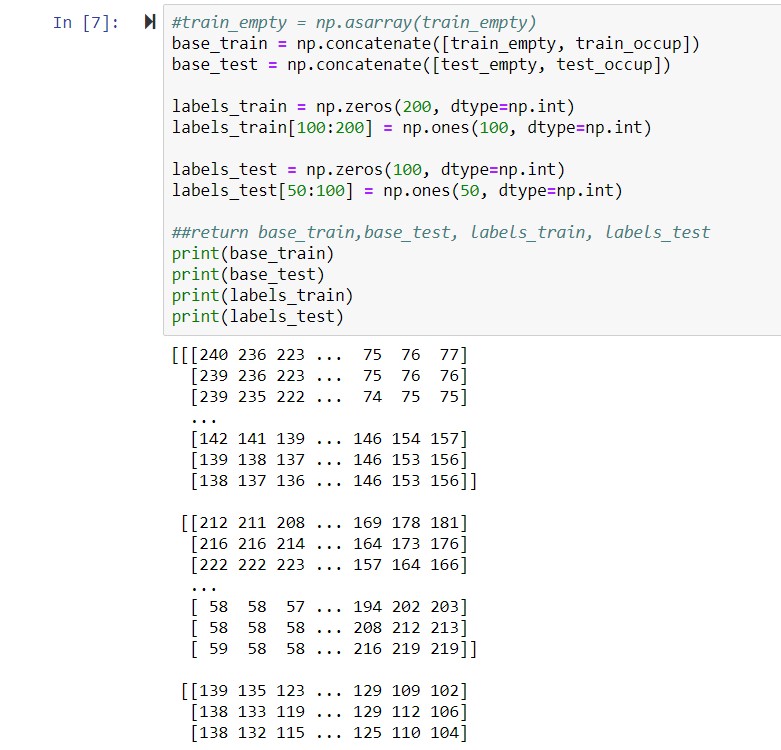 In [7]:
#train_empty = np.asarray(train_empty)
base_train = np.concatenate([train_empty, train_occup])
base_test = np.concatenate([test_empty, test_occup])
labels_train = np.zeros(200, dtype=np.int)
labels_train[100:200] = np.ones(100, dtype=np.int)
labels_test = np.zeros(100, dtype=np.int)
labels_test[50:100] = np.ones(50, dtype=np.int)
##return base_train,base_test, labels_train, labels_test
print(base_train)
print(base_test)
print(labels_train)
print(labels_test)
[[[240 236 223 ...  75  76  77]
  [239 236 223 ...  75  76  76]
  [239 235 222 ...  74  75  75]
  ...
  [142 141 139 ... 146 154 157]
  [139 138 137 ... 146 153 156]
  [138 137 136 ... 146 153 156]]
 [[212 211 208 ... 169 178 181]
  [216 216 214 ... 164 173 176]
  [222 222 223 ... 157 164 166]
  ...
  [ 58  58  57 ... 194 202 203]
  [ 58  58  58 ... 208 212 213]
  [ 59  58  58 ... 216 219 219]]
 [[139 135 123 ... 129 109 102]
  [138 133 119 ... 129 112 106]
  [138 132 115 ... 125 110 104]